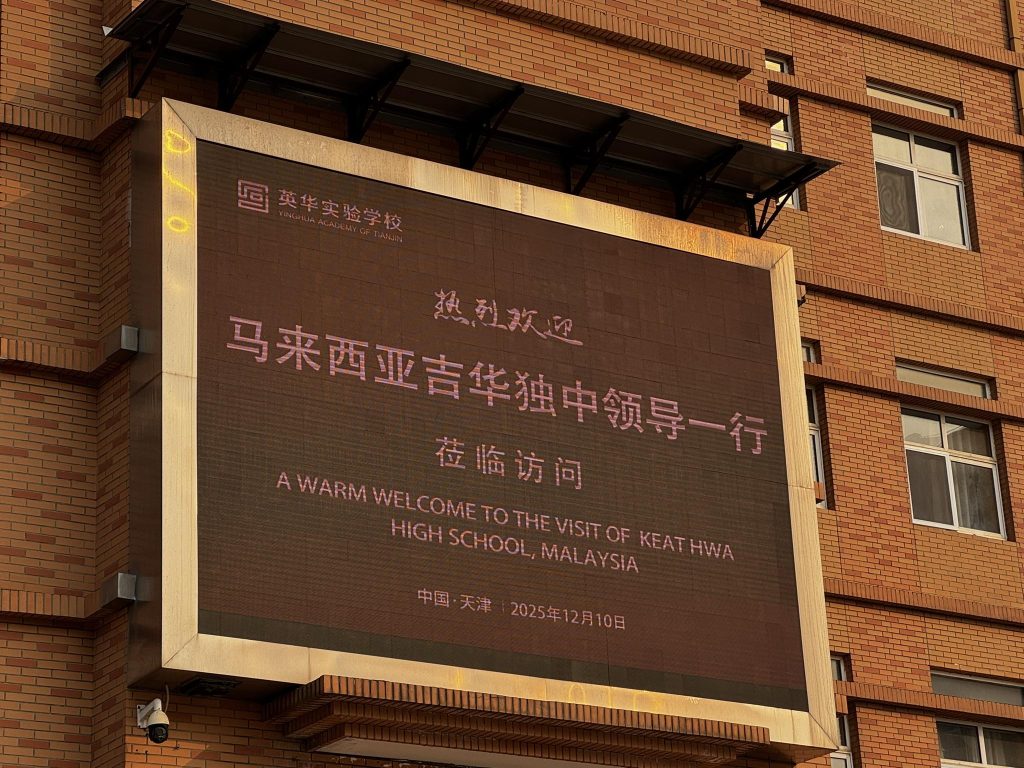 英华实验学校
YINGHUA ACADEMY OF TIANJIN
热烈欢迎
马来西亚吉华独中领导一行
莅临访问
A WARM WELCOME TO THE VISIT OF KEAT HWA
HIGH SCHOOL, MALAYSIA
中国·天津 | 2025年12月10日